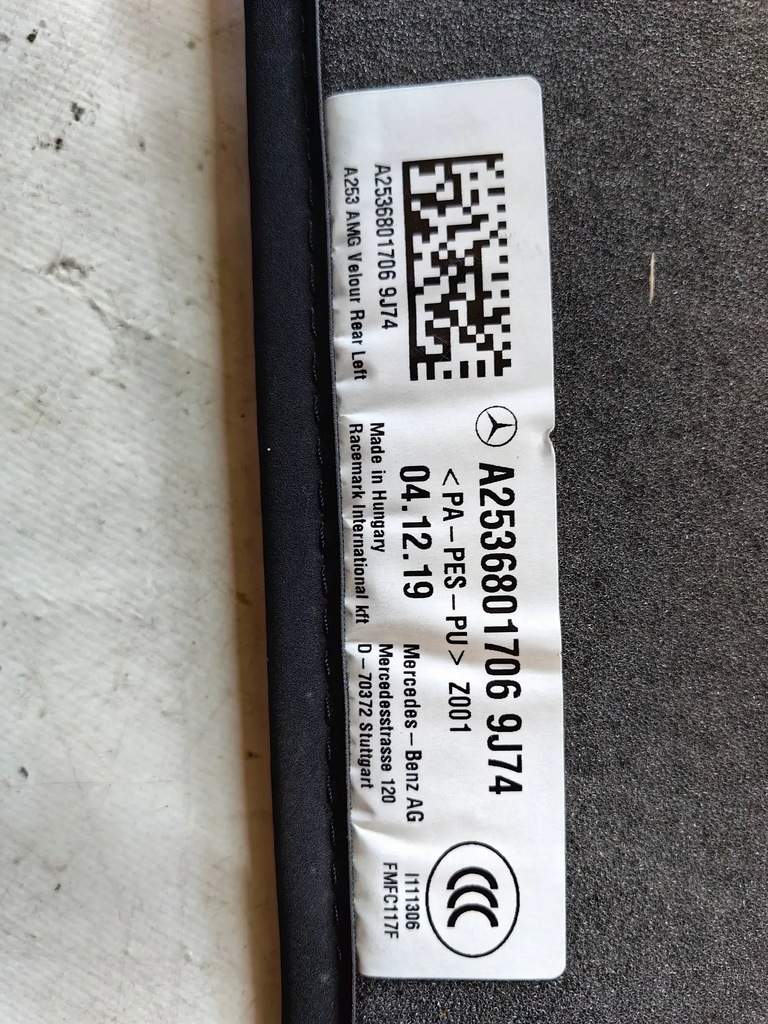 A2536801706 9J74
<PA-PES-PU> Z001
04.12.19
A2536801706 9J74
A253 AMG Velour Rear Left
Made in Hungary
Racemark International kft
Mercedes-Benz AG
Mercedesstrasse 120
D-70372 Stuttgart
CCC
I111306
FMFC117F